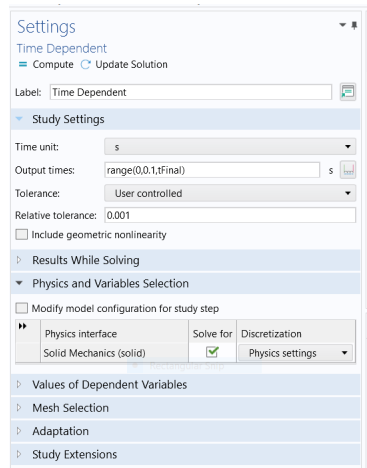 Settings
Time Dependent
= Compute Update Solution
Label: Time Dependent
Study Settings
Time unit: s
Output times: range(0,0.1,tFinal) s
Tolerance: User controlled
Relative tolerance: 0.001
Include geometric nonlinearity
Results While Solving
Physics and Variables Selection
Modify model configuration for study step
Physics interface Solve for Discretization
Solid Mechanics (solid) Physics settings
Rectangular Step
Values of Dependent Variables
Mesh Selection
Adaptation
Study Extensions